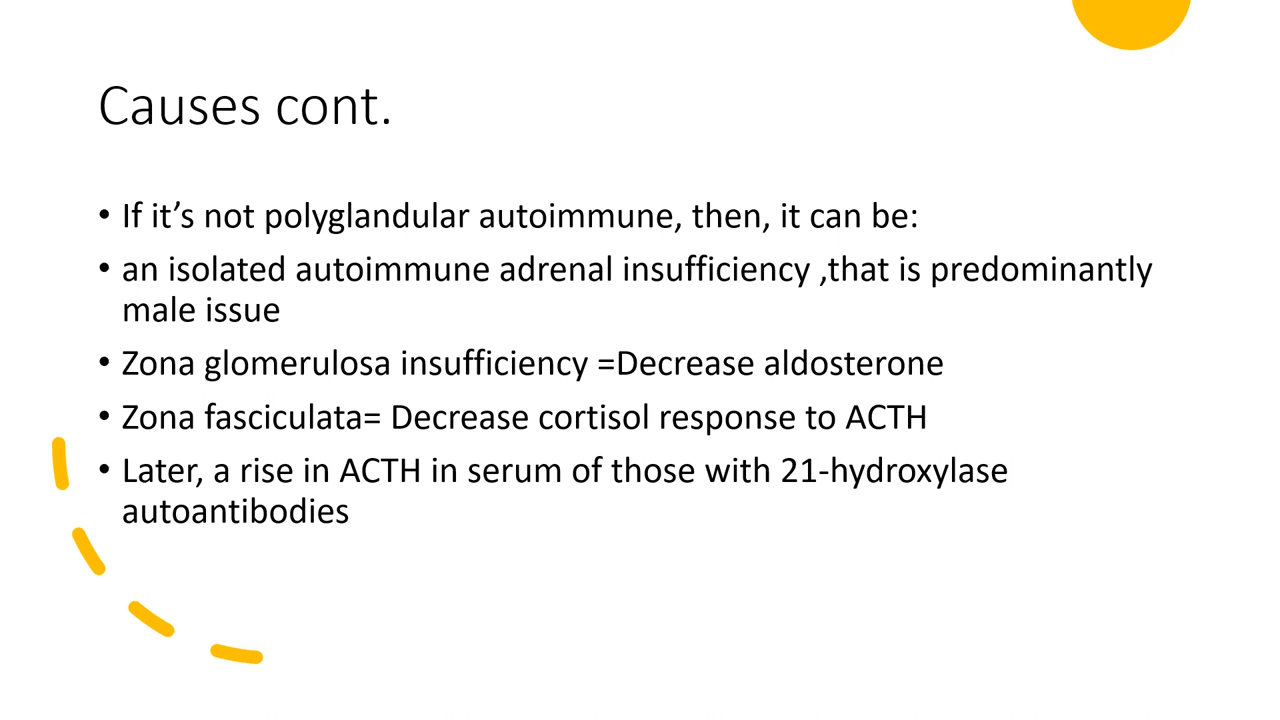 Causes cont.
• If it’s not polyglandular autoimmune, then, it can be:
• an isolated autoimmune adrenal insufficiency ,that is predominantly
male issue
• Zona glomerulosa insufficiency =Decrease aldosterone
• Zona fasciculata= Decrease cortisol response to ACTH
• Later, a rise in ACTH in serum of those with 21-hydroxylase
autoantibodies